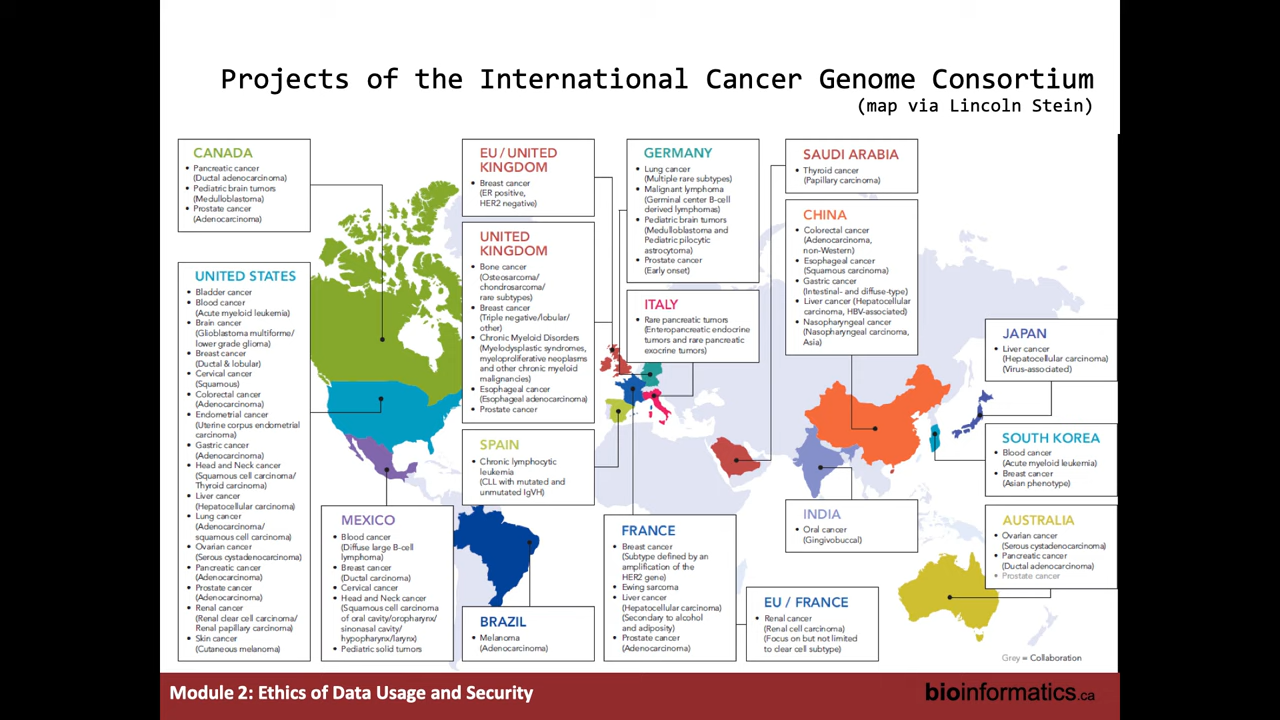 Projects of the International Cancer Genome Consortium
(map via Lincoln Stein)
CANADA
• Pancreatic cancer
(Ductal adenocarcinoma)
• Pediatric brain tumors
(Medulloblastoma)
• Prostate cancer
(Adenocarcinoma)
UNITED STATES
• Bladder cancer
• Blood cancer
(Acute myeloid leukemia)
• Brain cancer
(Glioblastoma multiforme/
lower grade glioma)
• Breast cancer
(Ductal & lobular)
• Cervical cancer
(Squamous)
• Colorectal cancer
(Adenocarcinoma)
• Endometrial cancer
(Uterine corpus endometrial
carcinoma)
• Gastric cancer
(Adenocarcinoma)
• Head and Neck cancer
(Squamous cell carcinoma/
Thyroid carcinoma)
• Liver cancer
(Hepatocellular carcinoma)
• Lung cancer
(Adenocarcinoma/
squamous cell carcinoma)
• Ovarian cancer
(Serous cystadenocarcinoma)
• Pancreatic cancer
(Adenocarcinoma)
• Prostate cancer
(Adenocarcinoma)
• Renal cancer
(Renal clear cell carcinoma/
Renal papillary carcinoma)
• Skin cancer
(Cutaneous melanoma)
MEXICO
• Blood cancer
(Diffuse large B-cell
lymphoma)
• Breast cancer
(Ductal carcinoma)
• Cervical cancer
• Head and Neck cancer
(Squamous cell carcinoma
of oral cavity/oropharynx/
sinonasal cavity/
hypopharynx/larynx)
• Pediatric solid tumors
EU / UNITED
KINGDOM
• Breast cancer
(ER positive,
HER2 negative)
UNITED
KINGDOM
• Bone cancer
(Osteosarcoma/
chondrosarcoma/
rare subtypes)
• Breast cancer
(Triple negative/lobular/
other)
• Chronic Myeloid Disorders
(Myelodysplastic syndromes,
myeloproliferative neoplasms
and other chronic myeloid
malignancies)
• Esophageal cancer
(Esophageal adenocarcinoma)
• Prostate cancer
SPAIN
• Chronic lymphocytic
leukemia
(CLL with mutated and
unmutated IgVH)
BRAZIL
• Melanoma
(Adenocarcinoma)
GERMANY
• Lung cancer
(Multiple rare subtypes)
• Malignant lymphoma
(Germinal center B-cell
derived lymphomas)
• Pediatric brain tumors
(Medulloblastoma and
Pediatric pilocytic
astrocytoma)
• Prostate cancer
(Early onset)
ITALY
• Rare pancreatic tumors
(Enteropancreatic endocrine
tumors and rare pancreatic
exocrine tumors)
FRANCE
• Breast cancer
(Subtype defined by an
amplification of the
HER2 gene)
• Ewing sarcoma
• Liver cancer
(Hepatocellular carcinoma)
(Secondary to alcohol
and adiposity)
• Prostate cancer
(Adenocarcinoma)
EU / FRANCE
• Renal cancer
(Renal cell carcinoma)
(Focus on but not limited
to clear cell subtype)
SAUDI ARABIA
• Thyroid cancer
(Papillary carcinoma)
CHINA
• Colorectal cancer
(Adenocarcinoma,
non-Western)
• Esophageal cancer
(Squamous carcinoma)
• Gastric cancer
(Intestinal- and diffuse-type)
• Liver cancer (Hepatocellular
carcinoma, HBV-associated)
• Nasopharyngeal cancer
(Nasopharyngeal carcinoma,
Asia)
INDIA
• Oral cancer
(Gingivobuccal)
JAPAN
• Liver cancer
(Hepatocellular carcinoma)
(Virus-associated)
SOUTH KOREA
• Blood cancer
(Acute myeloid leukemia)
• Breast cancer
(Asian phenotype)
AUSTRALIA
• Ovarian cancer
(Serous cystadenocarcinoma)
• Pancreatic cancer
(Ductal adenocarcinoma)
• Prostate cancer
Grey = Collaboration
Module 2: Ethics of Data Usage and Security
bioinformatics.ca